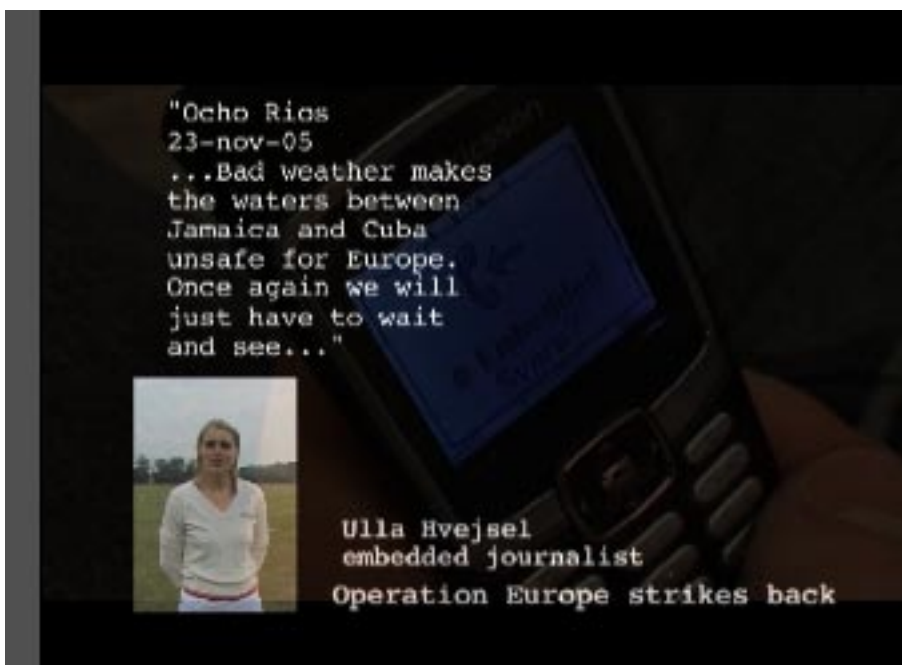 "Ocho Rios
23-nov-05
...Bad weather makes
the waters between
Jamaica and Cuba
unsafe for Europe.
Once again we will
just have to wait
and see..."
Ulla Hvejsel
embedded journalist
Operation Europe strikes back